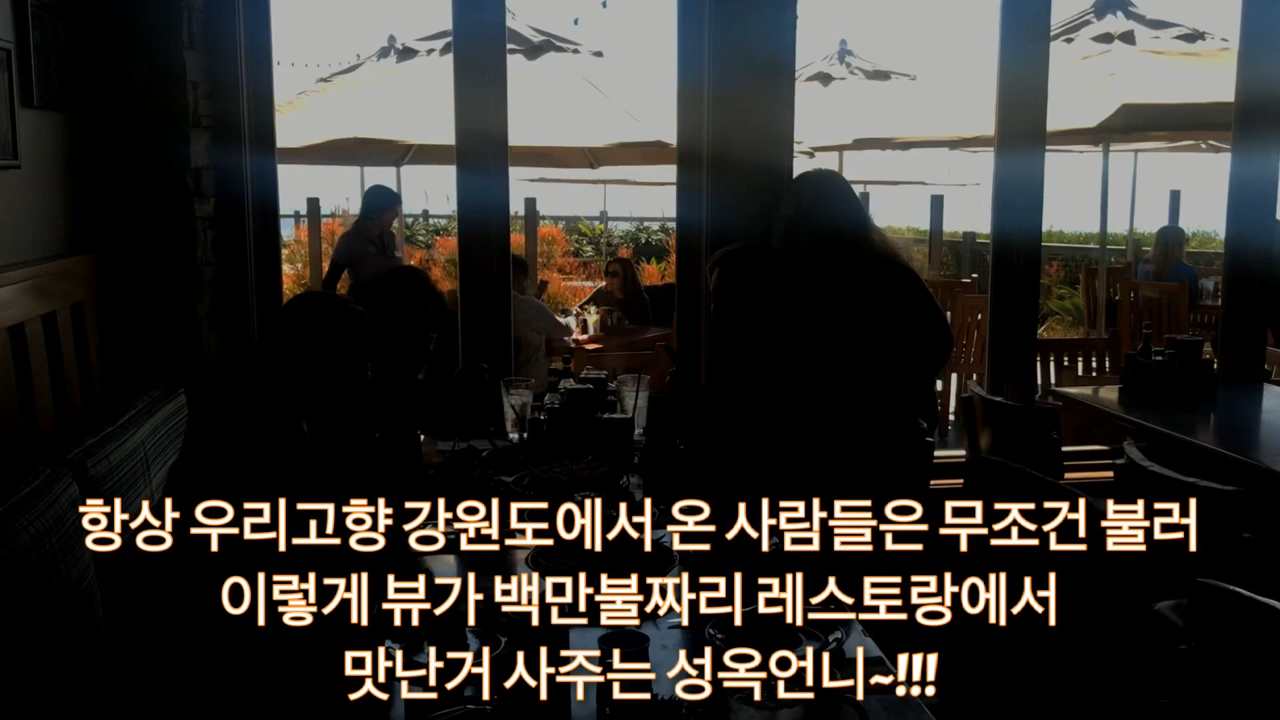 항상 우리고향 강원도에서 온 사람들은 무조건 불러
이렇게 뷰가 백만불짜리 레스토랑에서
맛난거 사주는 성옥언니~!!!